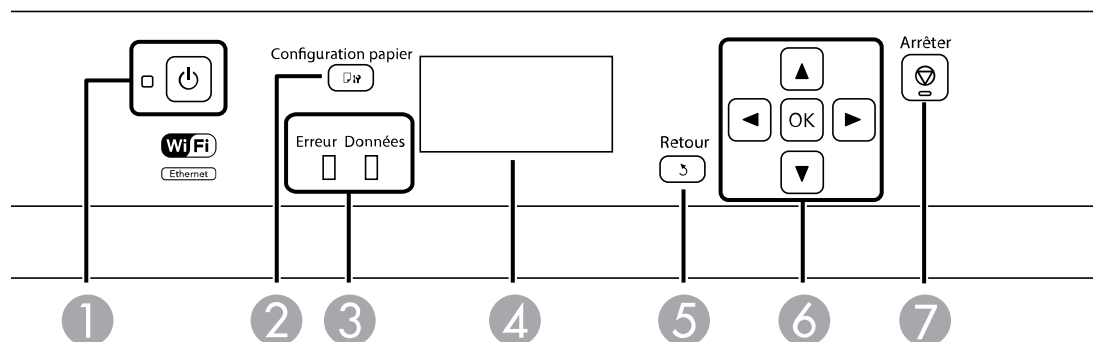 Configuration papier
Arrêter
WiFi
Ethernet
Erreur Données
Retour
OK
1 2 3 4 5 6 7